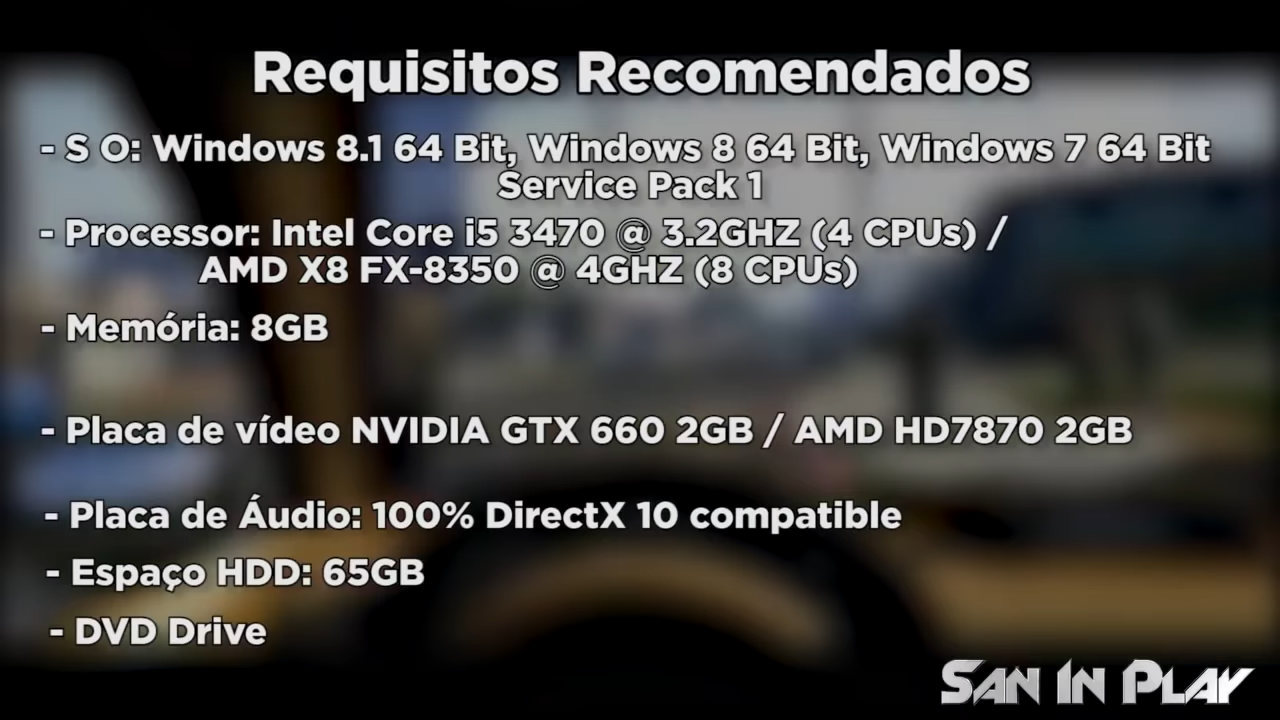 Requisitos Recomendados
- S O: Windows 8.1 64 Bit, Windows 8 64 Bit, Windows 7 64 Bit
Service Pack 1
- Processor: Intel Core i5 3470 @ 3.2GHZ (4 CPUs) /
AMD X8 FX-8350 @ 4GHZ (8 CPUs)
- Memória: 8GB
- Placa de vídeo NVIDIA GTX 660 2GB / AMD HD7870 2GB
- Placa de Áudio: 100% DirectX 10 compatible
- Espaço HDD: 65GB
- DVD Drive
SAN IN PLAY